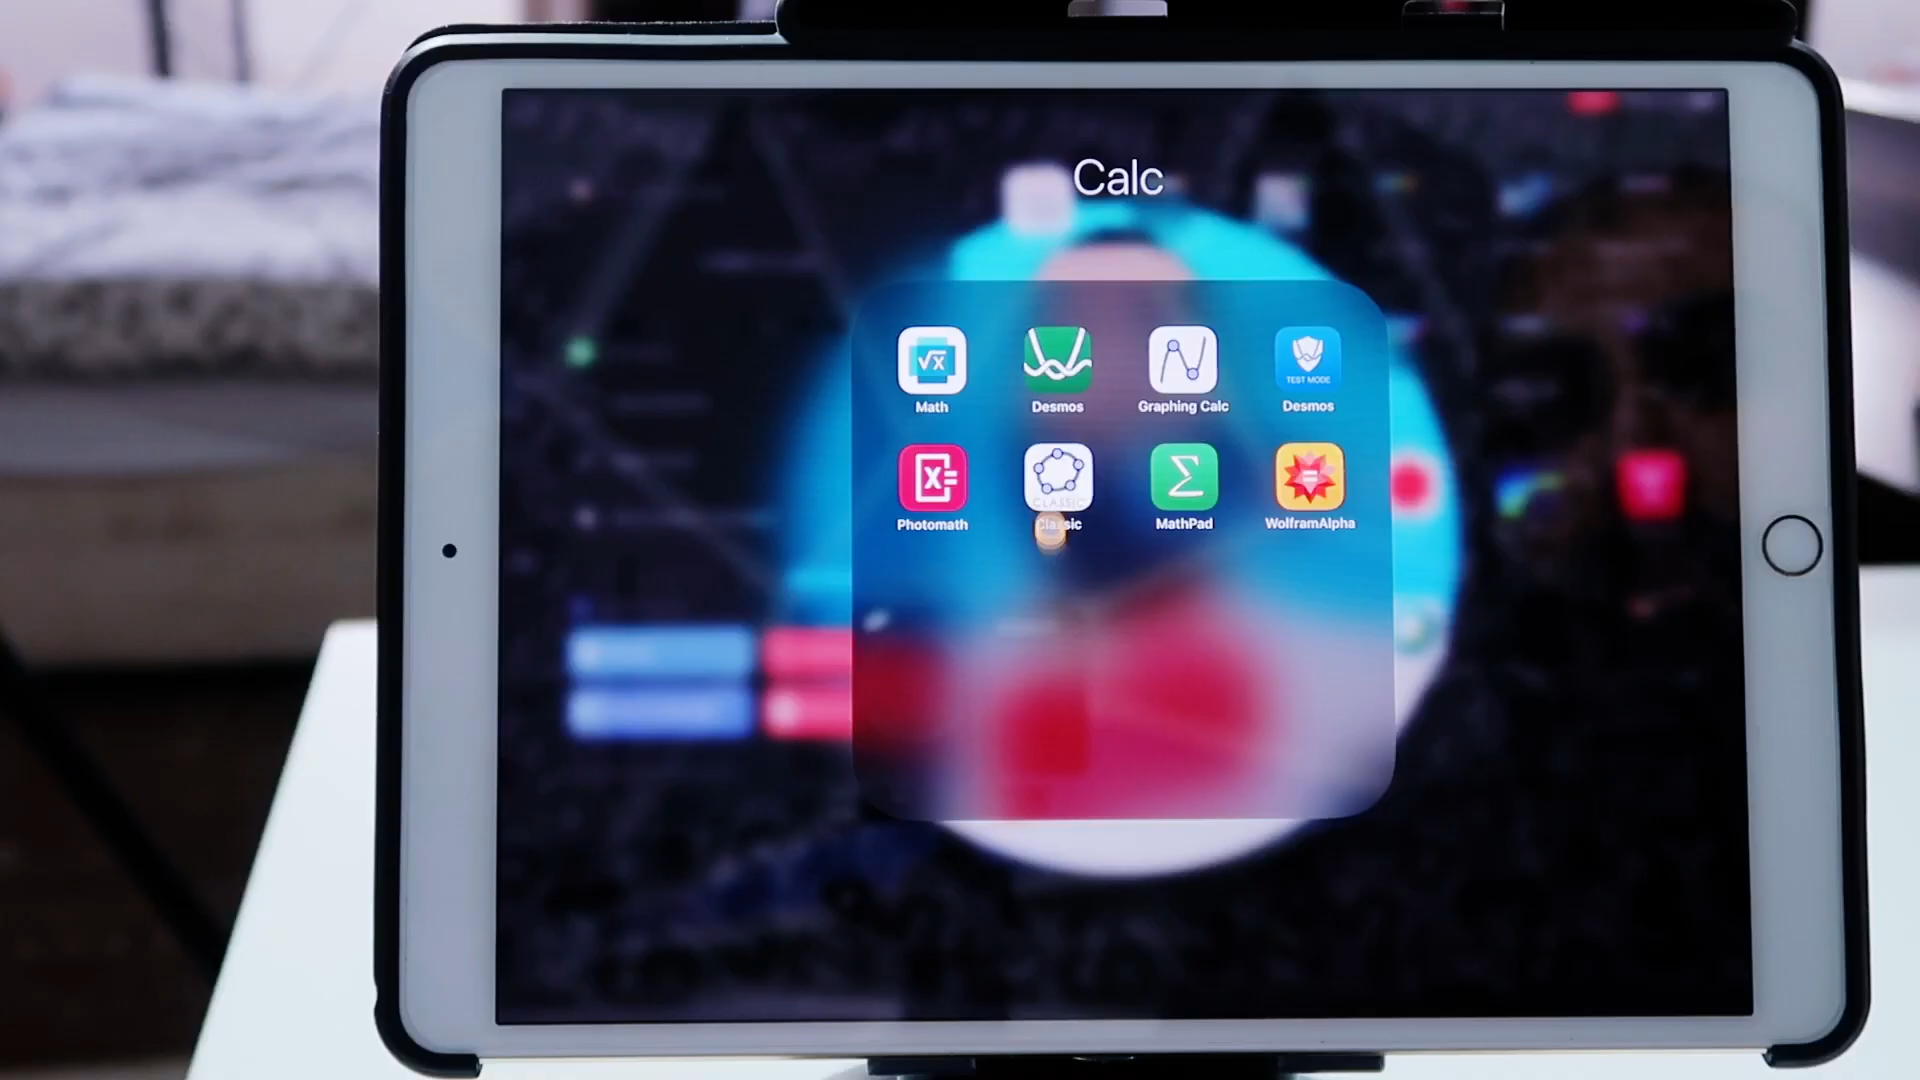 Calc
√x
TEST MODE
Math Desmos Graphing Calc Desmos
X=
CLASSIC
Σ
=
Photomath Classic MathPad WolframAlpha